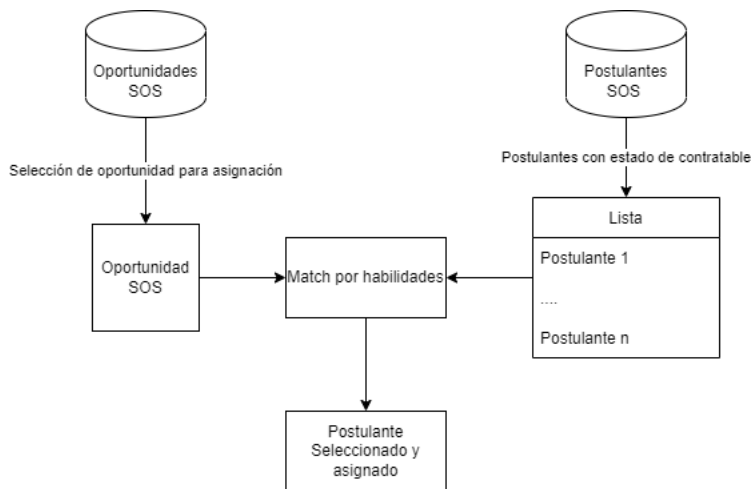 Oportunidades
SOS
Postulantes
SOS
Selección de oportunidad para asignación
Postulantes con estado de contratable
Lista
Oportunidad
SOS
Match por habilidades
Postulante 1
....
Postulante n
Postulante
Seleccionado y
asignado